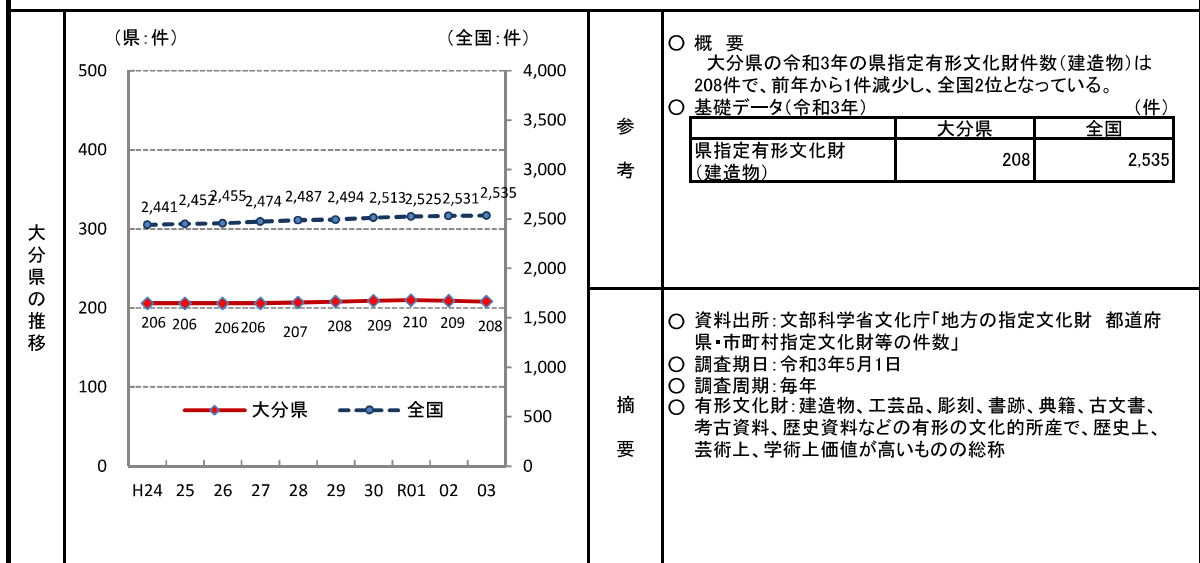 大分県の推移
（県：件）
（全国：件）
500
400
300
200
100
0
4,000
3,500
3,000
2,500
2,000
1,500
1,000
500
0
2,441 2,452 2,455 2,474 2,487 2,494 2,513 2,525 2,531 2,535
206 206 206 206 207 208 209 210 209 208
大分県 全国
H24 25 26 27 28 29 30 R01 02 03
参考
○ 概 要
大分県の令和3年の県指定有形文化財件数（建造物）は
208件で、前年から1件減少し、全国2位となっている。
○ 基礎データ（令和3年） （件）
大分県 全国
県指定有形文化財
（建造物）
208 2,535
摘要
○ 資料出所：文部科学省文化庁「地方の指定文化財 都道府
県・市町村指定文化財等の件数」
○ 調査期日：令和3年5月1日
○ 調査周期：毎年
○ 有形文化財：建造物、工芸品、彫刻、書跡、典籍、古文書、
考古資料、歴史資料などの有形の文化的所産で、歴史上、
芸術上、学術上価値が高いものの総称